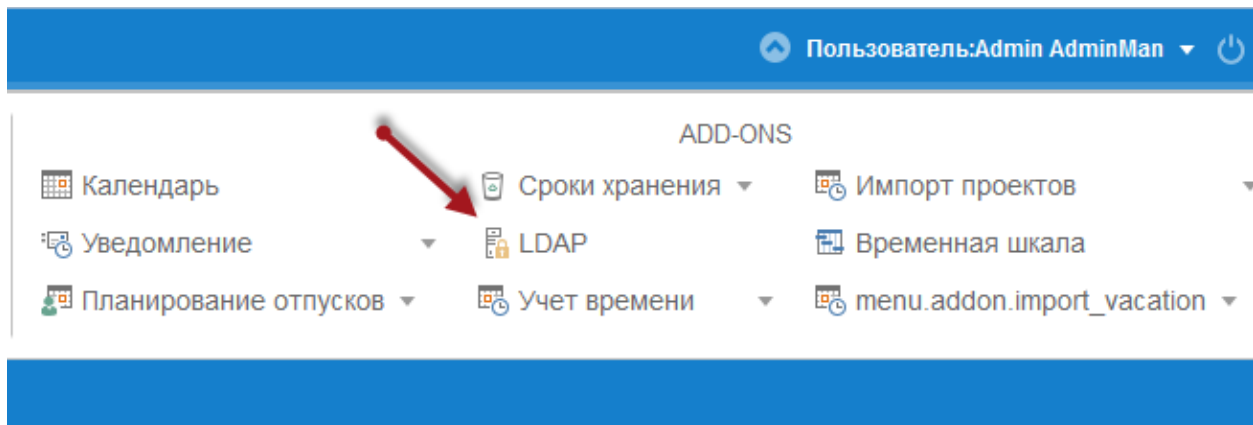 Пользователь:Admin AdminMan
ADD-ONS
Календарь Сроки хранения Импорт проектов
Уведомление LDAP Временная шкала
Планирование отпусков Учет времени menu.addon.import_vacation